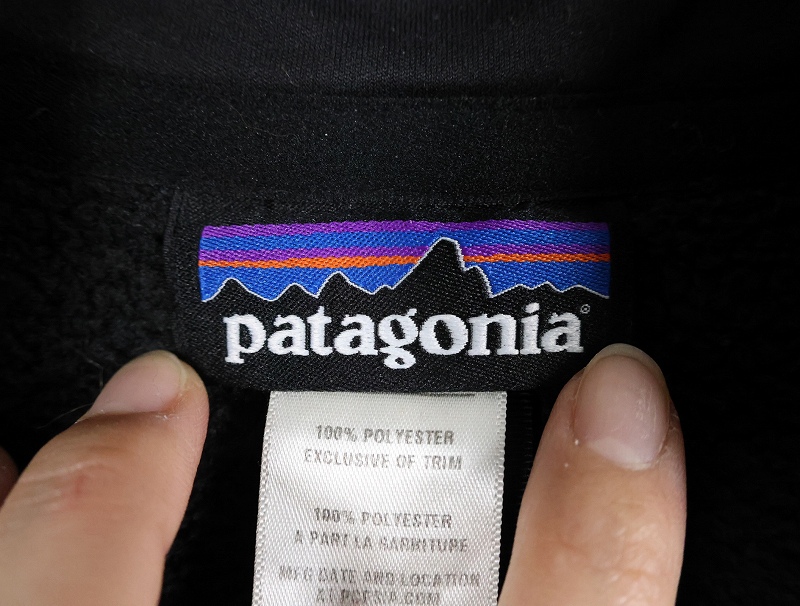 patagonia®
100% POLYESTER
EXCLUSIVE OF TRIM
100% POLYESTER
A PART LA GARNITURE
MFG DATE AND LOCATION